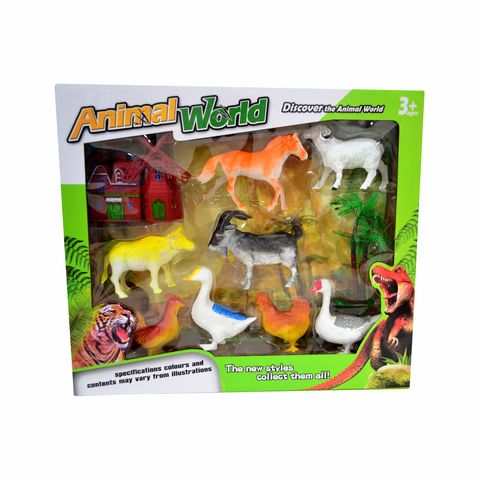 Animal World
Discover the Animal World
3+
Ages
specifications colours and
contents may vary from illustrations
The new styles
collect them all!